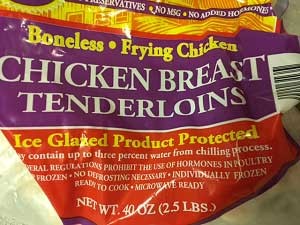 PRESERVATIVES • NO MSG • NO ADDED HORMONES
Boneless • Frying Chicken
CHICKEN BREAST
TENDERLOINS
Ice Glazed Product Protected
ay contain up to three percent water from chilling process.
ERAL REGULATIONS PROHIBIT THE USE OF HORMONES IN POULTRY
FROZEN • NO DEFROSTING NECESSARY • INDIVIDUALLY FROZEN
READY TO COOK • MICROWAVE READY
NET WT. 40 OZ (2.5 LBS.)